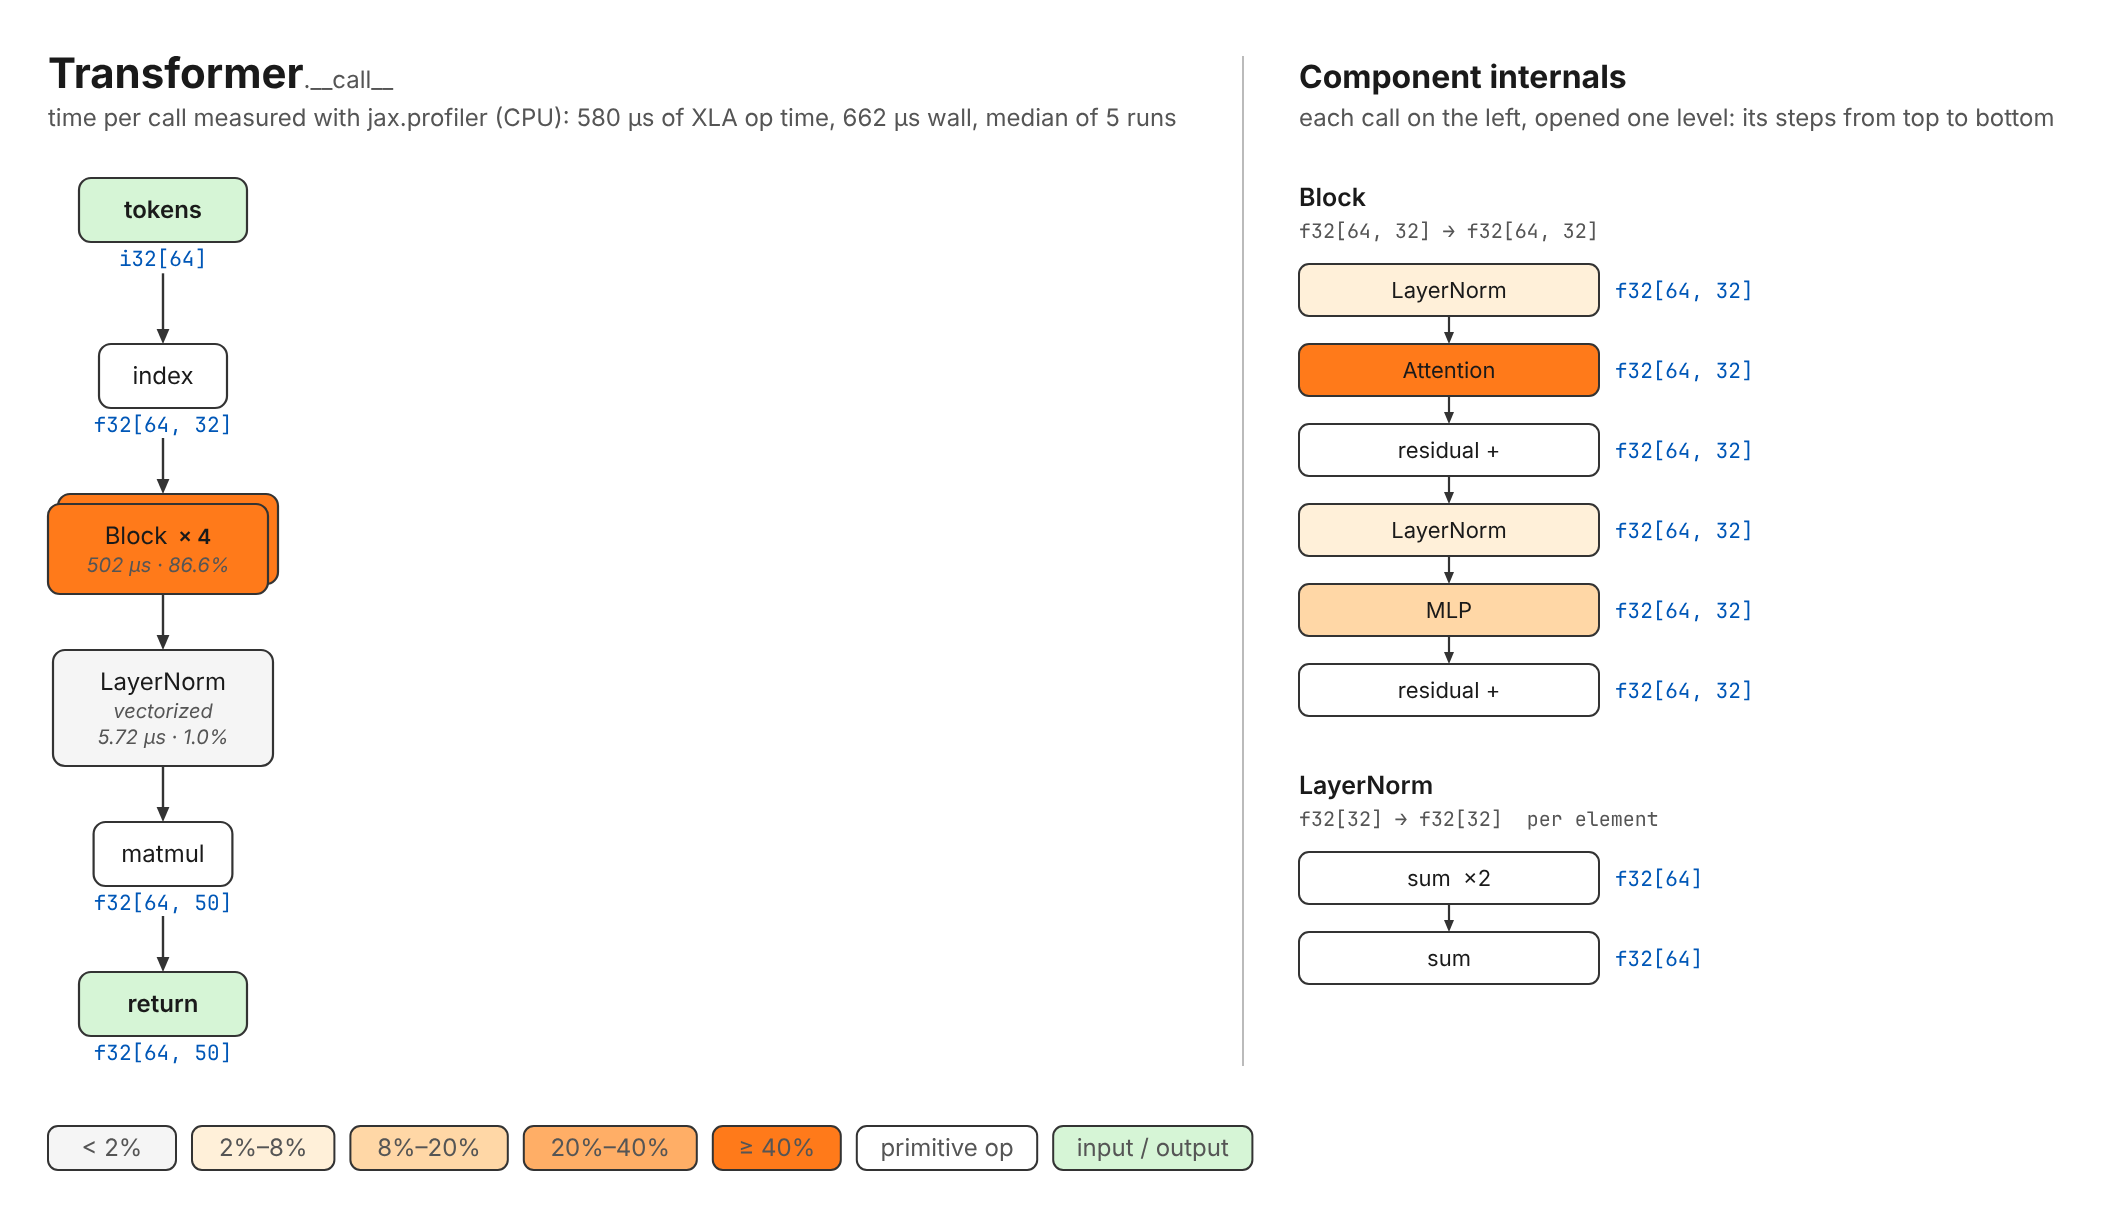 Transformer.__call__
time per call measured with jax.profiler (CPU): 580 µs of XLA op time, 662 µs wall, median of 5 runs
tokens
i32[64]
index
f32[64, 32]
Block × 4
502 µs · 86.6%
LayerNorm
vectorized
5.72 µs · 1.0%
matmul
f32[64, 50]
return
f32[64, 50]
Component internals
each call on the left, opened one level: its steps from top to bottom
Block
f32[64, 32] → f32[64, 32]
LayerNorm f32[64, 32]
Attention f32[64, 32]
residual + f32[64, 32]
LayerNorm f32[64, 32]
MLP f32[64, 32]
residual + f32[64, 32]
LayerNorm
f32[32] → f32[32] per element
sum ×2 f32[64]
sum f32[64]
< 2% 2%–8% 8%–20% 20%–40% ≥ 40% primitive op input / output